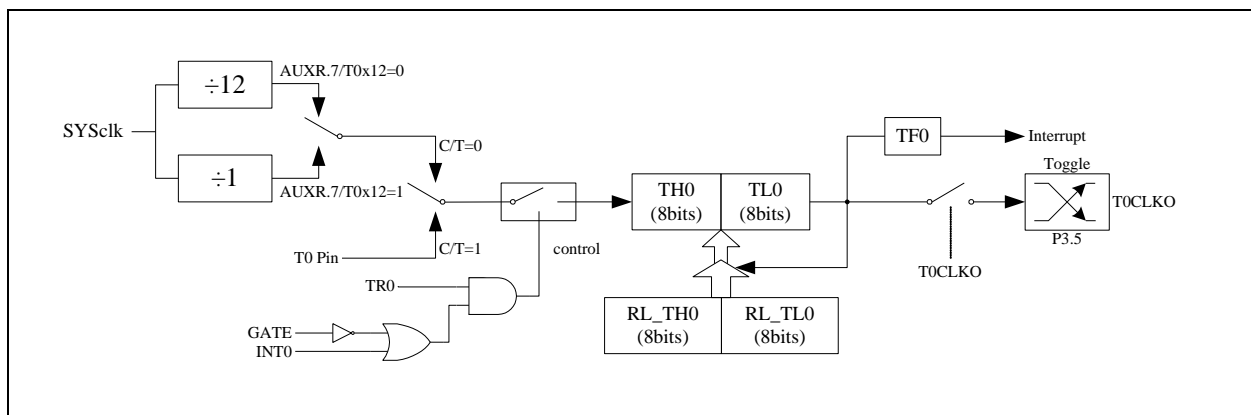 ÷12
AUXR.7/T0x12=0
SYSclk
C/T=0
÷1
AUXR.7/T0x12=1
T0 Pin
C/T=1
control
TR0
GATE
INT0
TH0
(8bits)
TL0
(8bits)
RL_TH0
(8bits)
RL_TL0
(8bits)
TF0
Interrupt
Toggle
T0CLKO
P3.5
T0CLKO